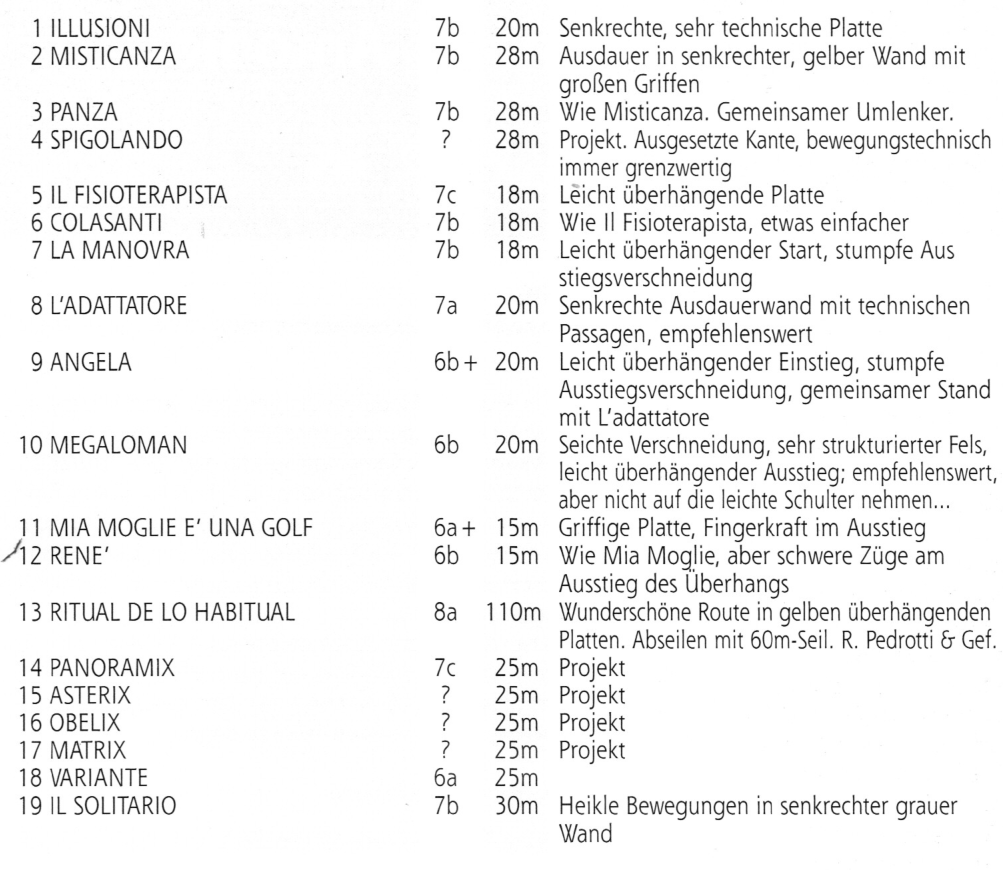 1 ILLUSIONI 7b 20m Senkrechte, sehr technische Platte
2 MISTICANZA 7b 28m Ausdauer in senkrechter, gelber Wand mit
großen Griffen
3 PANZA 7b 28m Wie Misticanza. Gemeinsamer Umlenker.
4 SPIGOLANDO ? 28m Projekt. Ausgesetzte Kante, bewegungstechnisch
immer grenzwertig
5 IL FISIOTERAPISTA 7c 18m Leicht überhängende Platte
6 COLASANTI 7b 18m Wie Il Fisioterapista, etwas einfacher
7 LA MANOVRA 7b 18m Leicht überhängender Start, stumpfe Aus
stiegsverschneidung
8 L'ADATTATORE 7a 20m Senkrechte Ausdauerwand mit technischen
Passagen, empfehlenswert
9 ANGELA 6b+ 20m Leicht überhängender Einstieg, stumpfe
Ausstiegsverschneidung, gemeinsamer Stand
mit L'adattatore
10 MEGALOMAN 6b 20m Seichte Verschneidung, sehr strukturierter Fels,
leicht überhängender Ausstieg; empfehlenswert,
aber nicht auf die leichte Schulter nehmen...
11 MIA MOGLIE E' UNA GOLF 6a+ 15m Griffige Platte, Fingerkraft im Ausstieg
12 RENE' 6b 15m Wie Mia Moglie, aber schwere Züge am
Ausstieg des Überhangs
13 RITUAL DE LO HABITUAL 8a 110m Wunderschöne Route in gelben überhängenden
Platten. Abseilen mit 60m-Seil. R. Pedrotti & Gef.
14 PANORAMIX 7c 25m Projekt
15 ASTERIX ? 25m Projekt
16 OBELIX ? 25m Projekt
17 MATRIX ? 25m Projekt
18 VARIANTE 6a 25m
19 IL SOLITARIO 7b 30m Heikle Bewegungen in senkrechter grauer
Wand